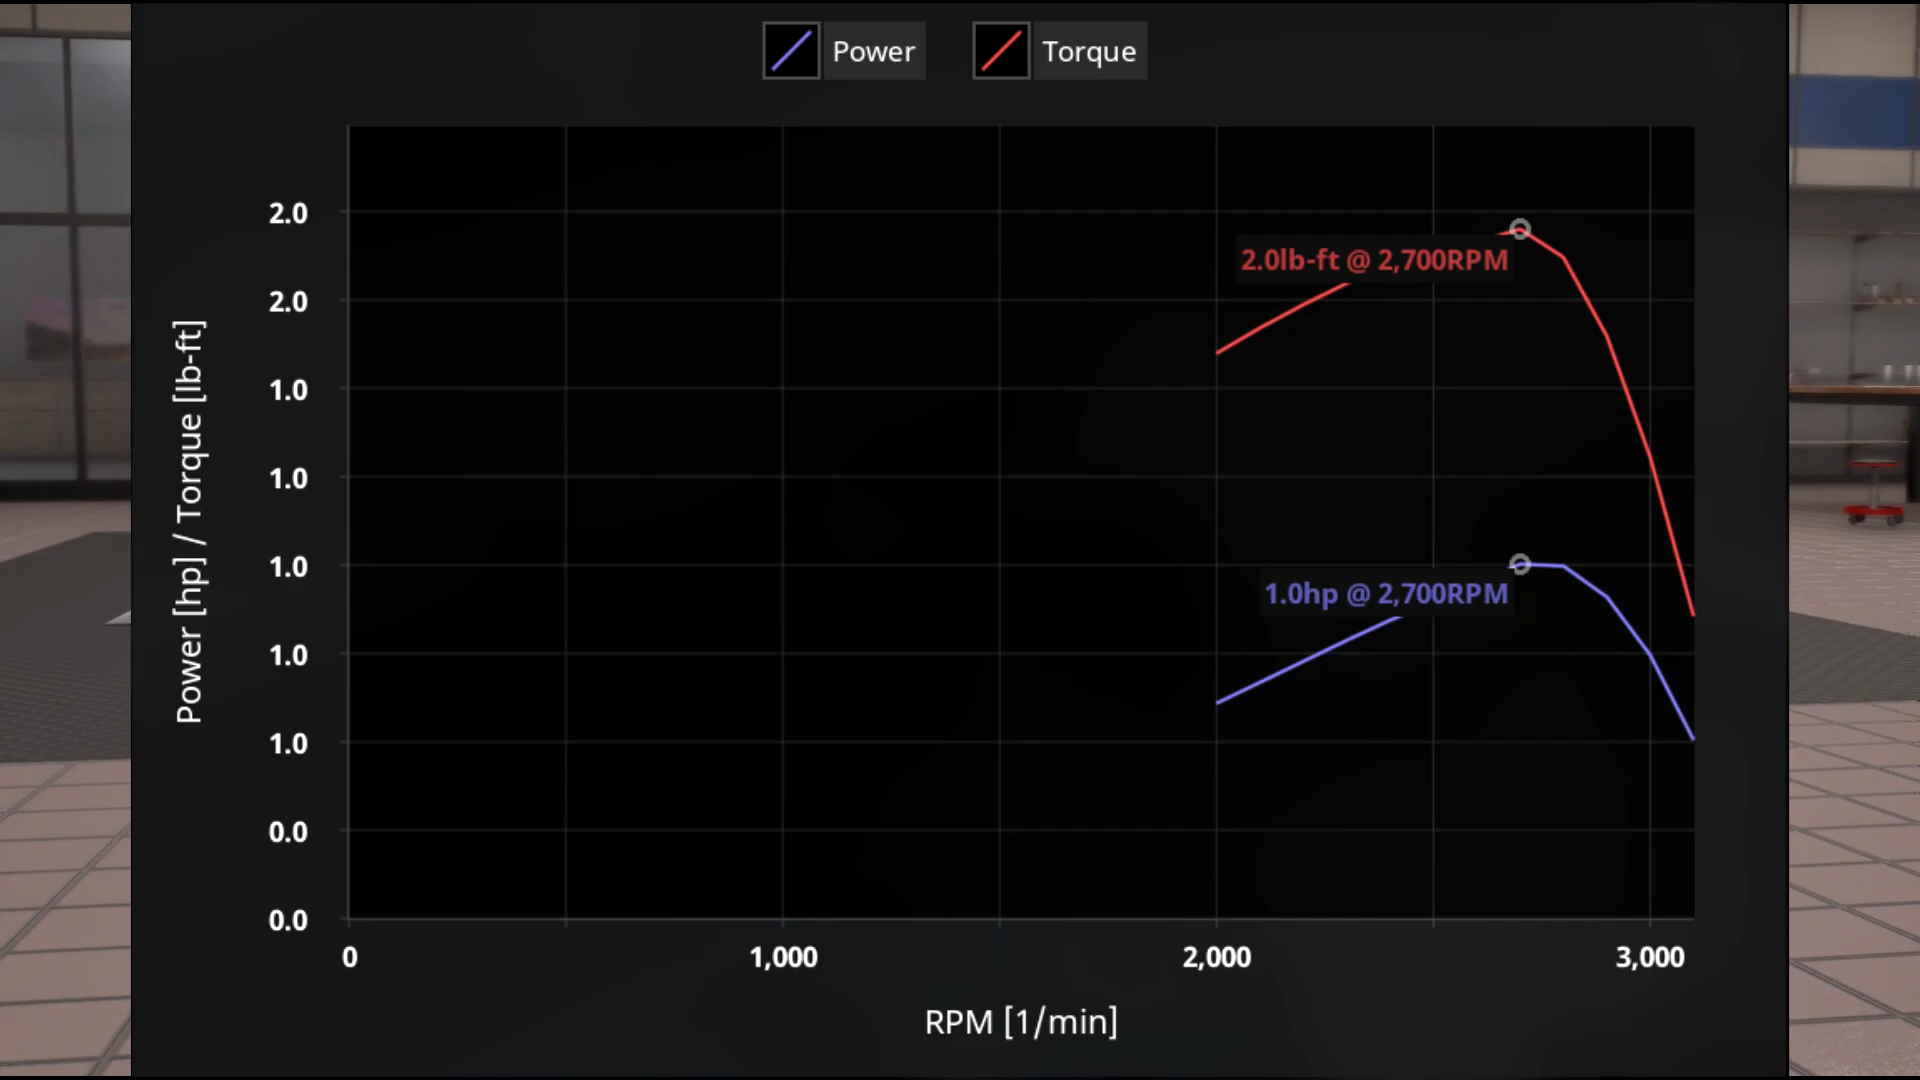 Power
Torque
2.0
2.0lb-ft @ 2,700RPM
2.0
1.0
1.0
1.0
1.0hp @ 2,700RPM
1.0
1.0
0.0
0.0
Power [hp] / Torque [lb-ft]
0
1,000
2,000
3,000
RPM [1/min]